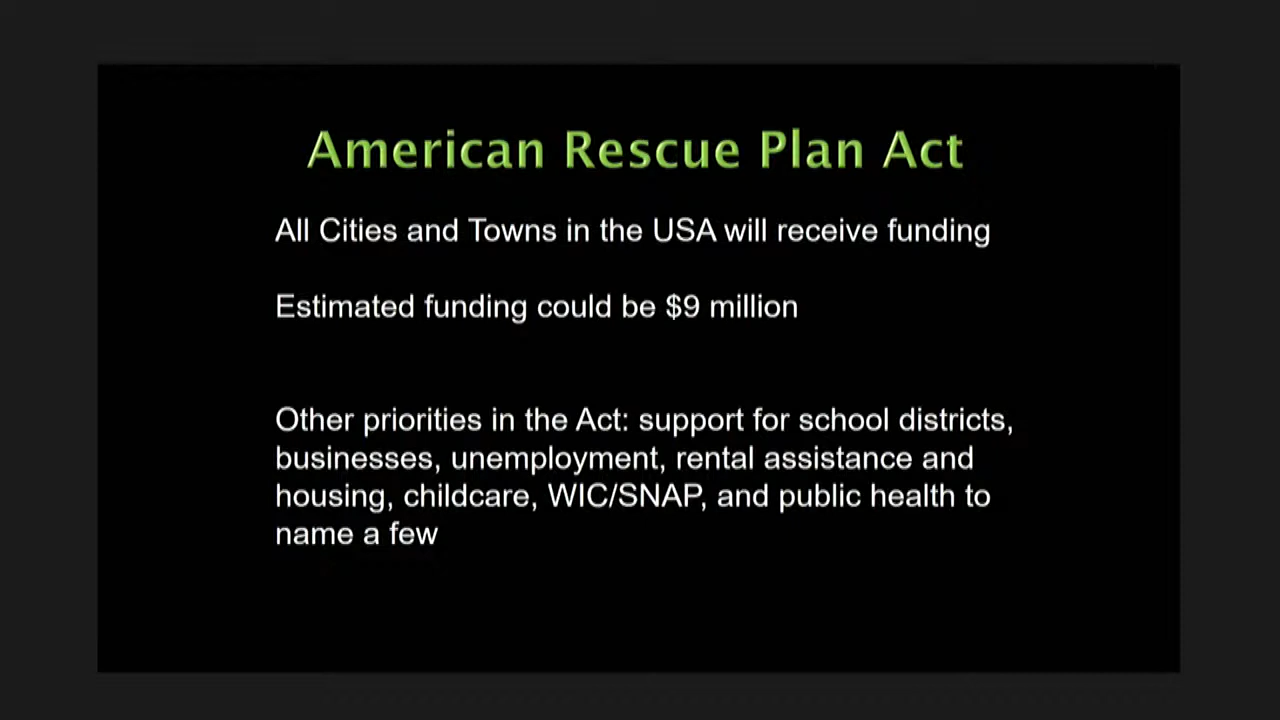 American Rescue Plan Act
All Cities and Towns in the USA will receive funding
Estimated funding could be $9 million
Other priorities in the Act: support for school districts,
businesses, unemployment, rental assistance and
housing, childcare, WIC/SNAP, and public health to
name a few